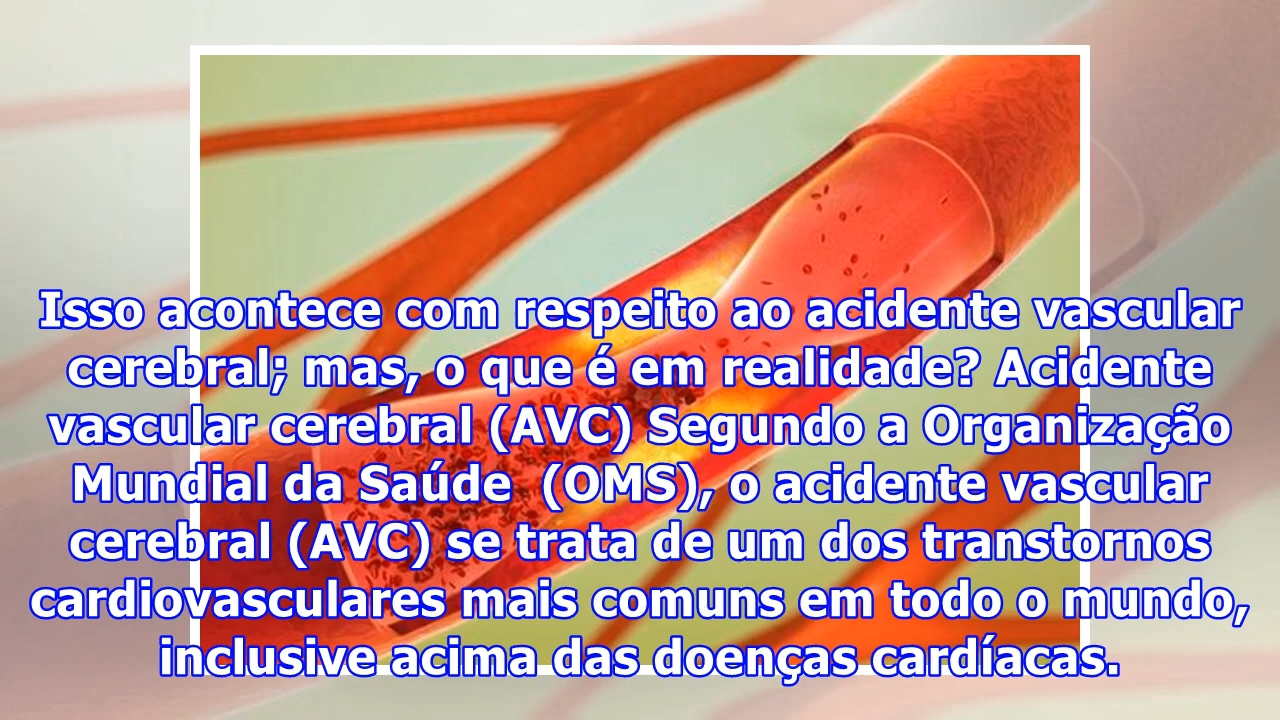 Isso acontece com respeito ao acidente vascular
cerebral; mas, o que é em realidade? Acidente
vascular cerebral (AVC) Segundo a Organização
Mundial da Saúde  (OMS), o acidente vascular
cerebral (AVC) se trata de um dos transtornos
cardiovasculares mais comuns em todo o mundo,
inclusive acima das doenças cardíacas.